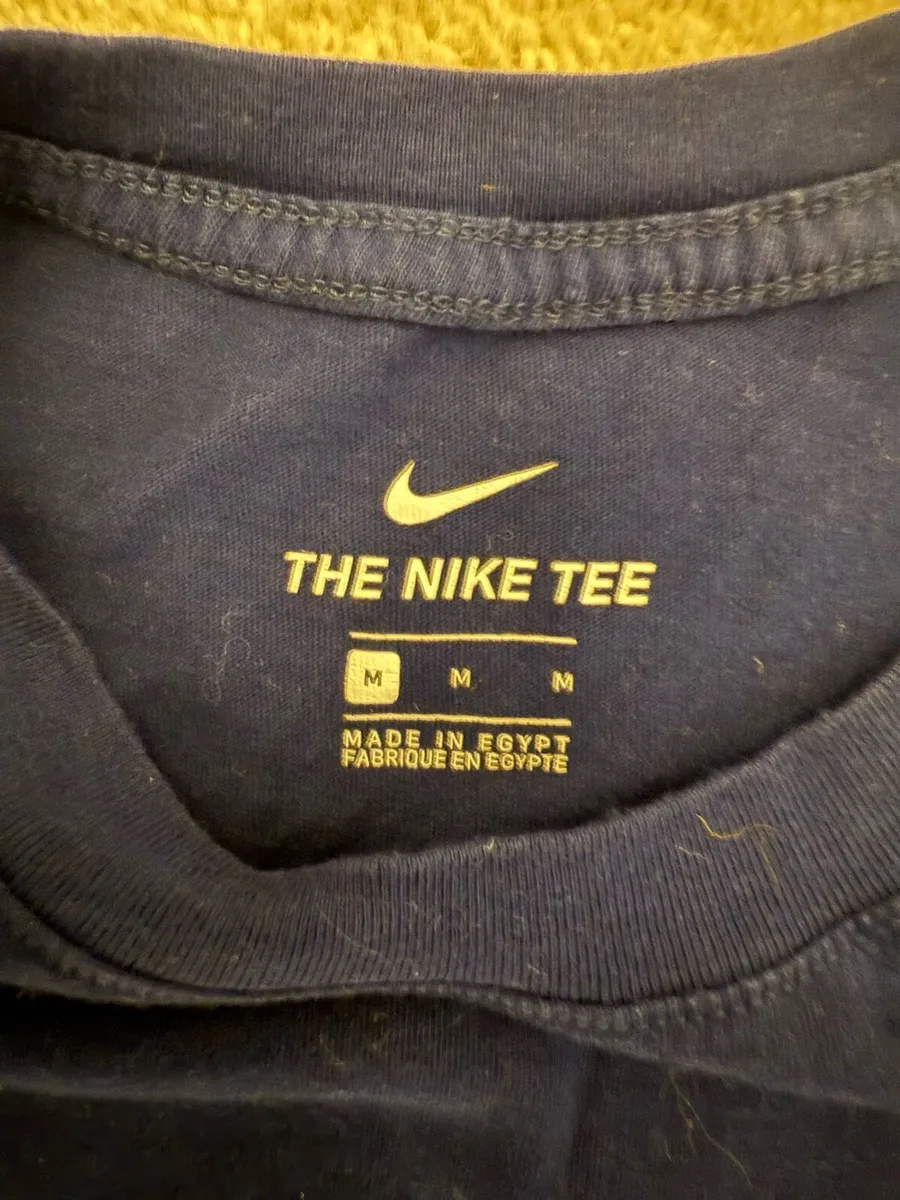 THE NIKE TEE
M M M
MADE IN EGYPT
FABRIQUE EN EGYPTE